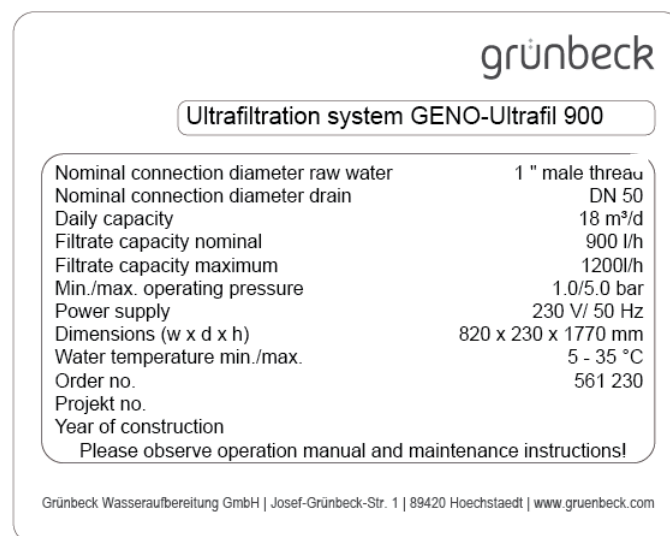 grünbeck
Ultrafiltration system GENO-Ultrafil 900
Nominal connection diameter raw water 1 " male thread
Nominal connection diameter drain DN 50
Daily capacity 18 m³/d
Filtrate capacity nominal 900 l/h
Filtrate capacity maximum 1200l/h
Min./max. operating pressure 1.0/5.0 bar
Power supply 230 V/ 50 Hz
Dimensions (w x d x h) 820 x 230 x 1770 mm
Water temperature min./max. 5 - 35 °C
Order no. 561 230
Projekt no.
Year of construction
Please observe operation manual and maintenance instructions!
Grünbeck Wasseraufbereitung GmbH | Josef-Grünbeck-Str. 1 | 89420 Hoechstaedt | www.gruenbeck.com